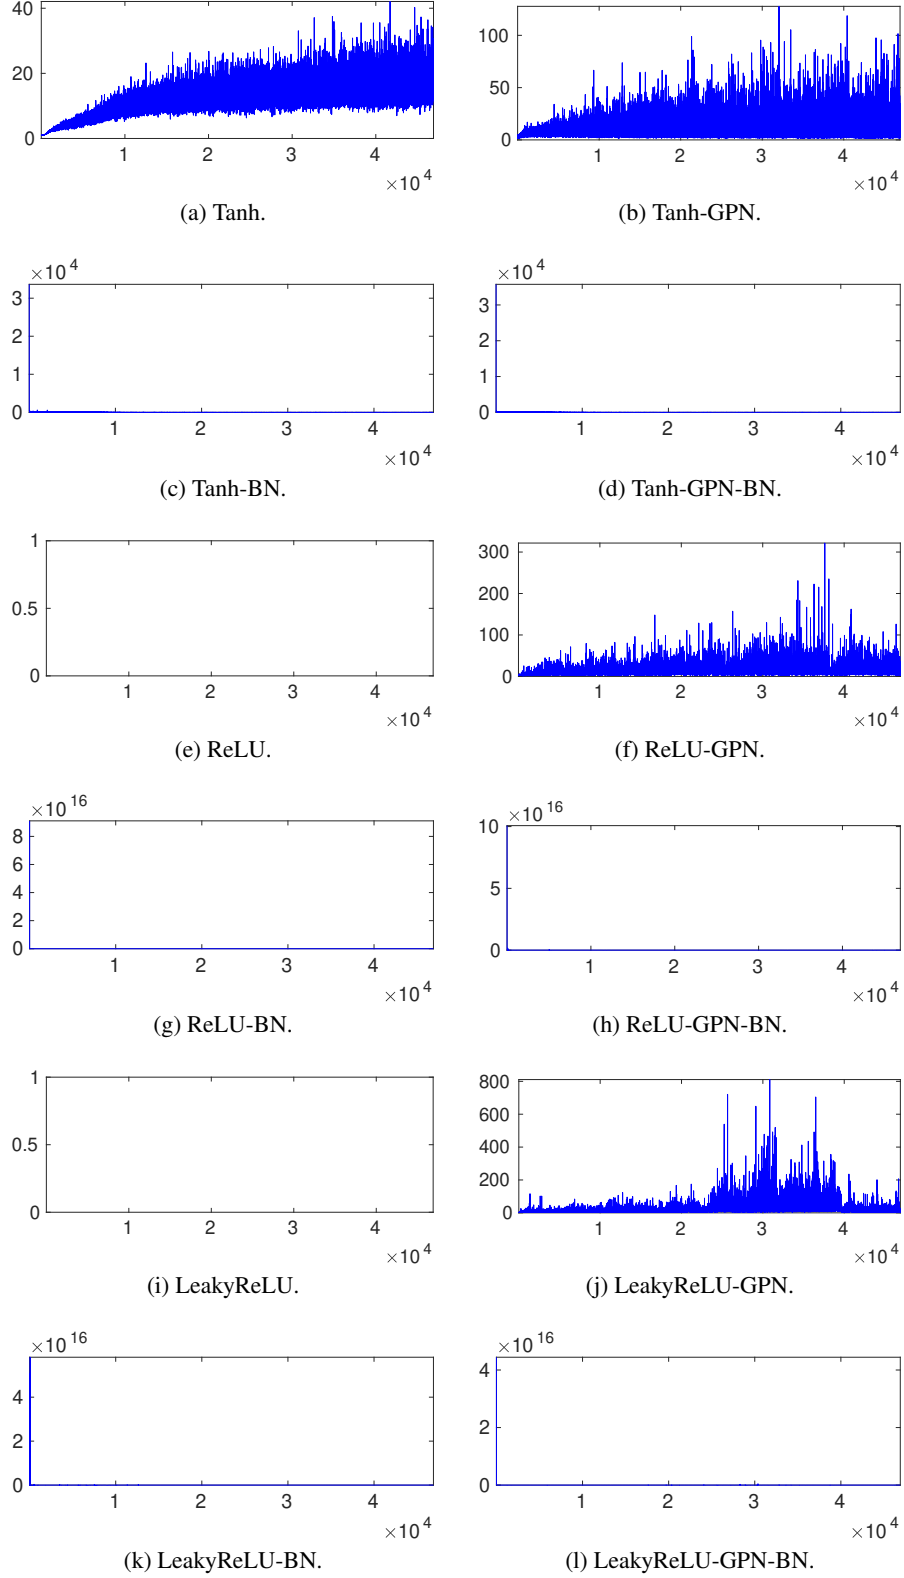 40
20
0
1 2 3 4
×10 4
(a) Tanh.
100
50
0
1 2 3 4
×10 4
(b) Tanh-GPN.
×10 4
3
2
1
0
1 2 3 4
×10 4
(c) Tanh-BN.
×10 4
3
2
1
0
1 2 3 4
×10 4
(d) Tanh-GPN-BN.
1
0.5
0
1 2 3 4
×10 4
(e) ReLU.
300
200
100
0
1 2 3 4
×10 4
(f) ReLU-GPN.
×10 16
8
6
4
2
0
1 2 3 4
×10 4
(g) ReLU-BN.
×10 16
10
5
0
1 2 3 4
×10 4
(h) ReLU-GPN-BN.
1
0.5
0
1 2 3 4
×10 4
(i) LeakyReLU.
800
600
400
200
0
1 2 3 4
×10 4
(j) LeakyReLU-GPN.
×10 16
4
2
0
1 2 3 4
×10 4
(k) LeakyReLU-BN.
×10 16
4
2
0
1 2 3 4
×10 4
(l) LeakyReLU-GPN-BN.